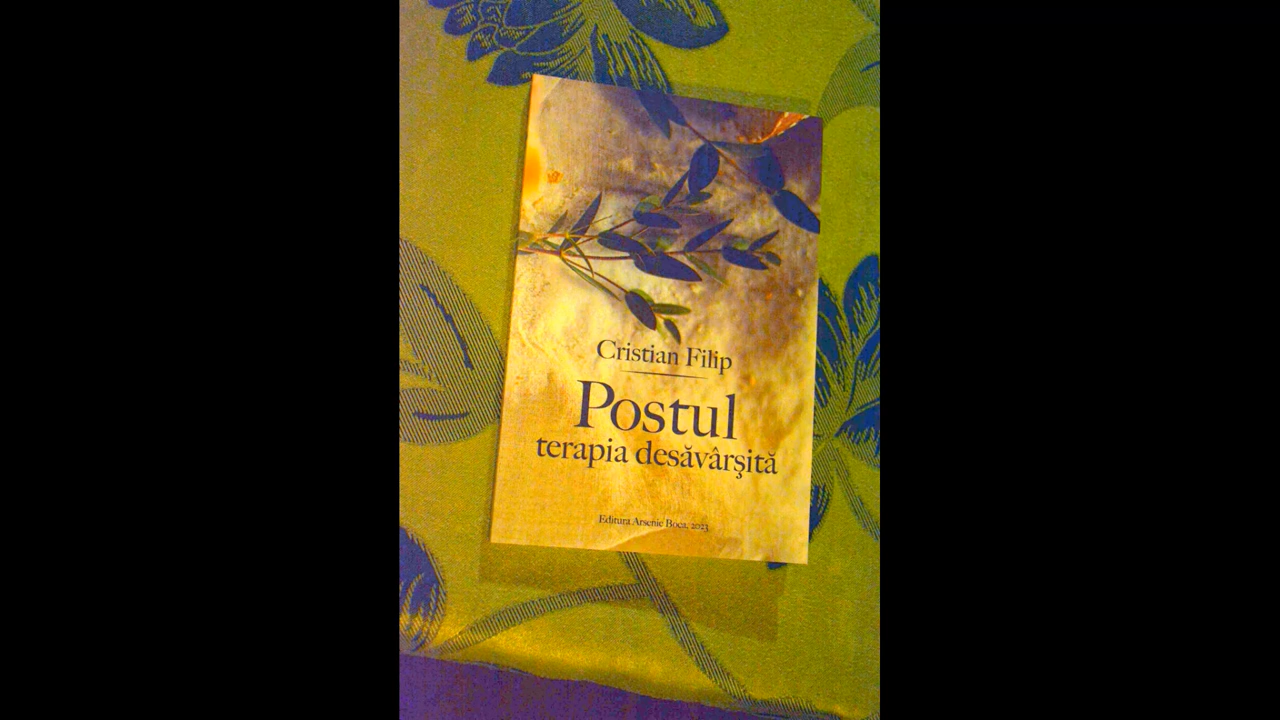 Cristian Filip
Postul
terapia desăvârşită
Editura Arsenie Boca, 2023